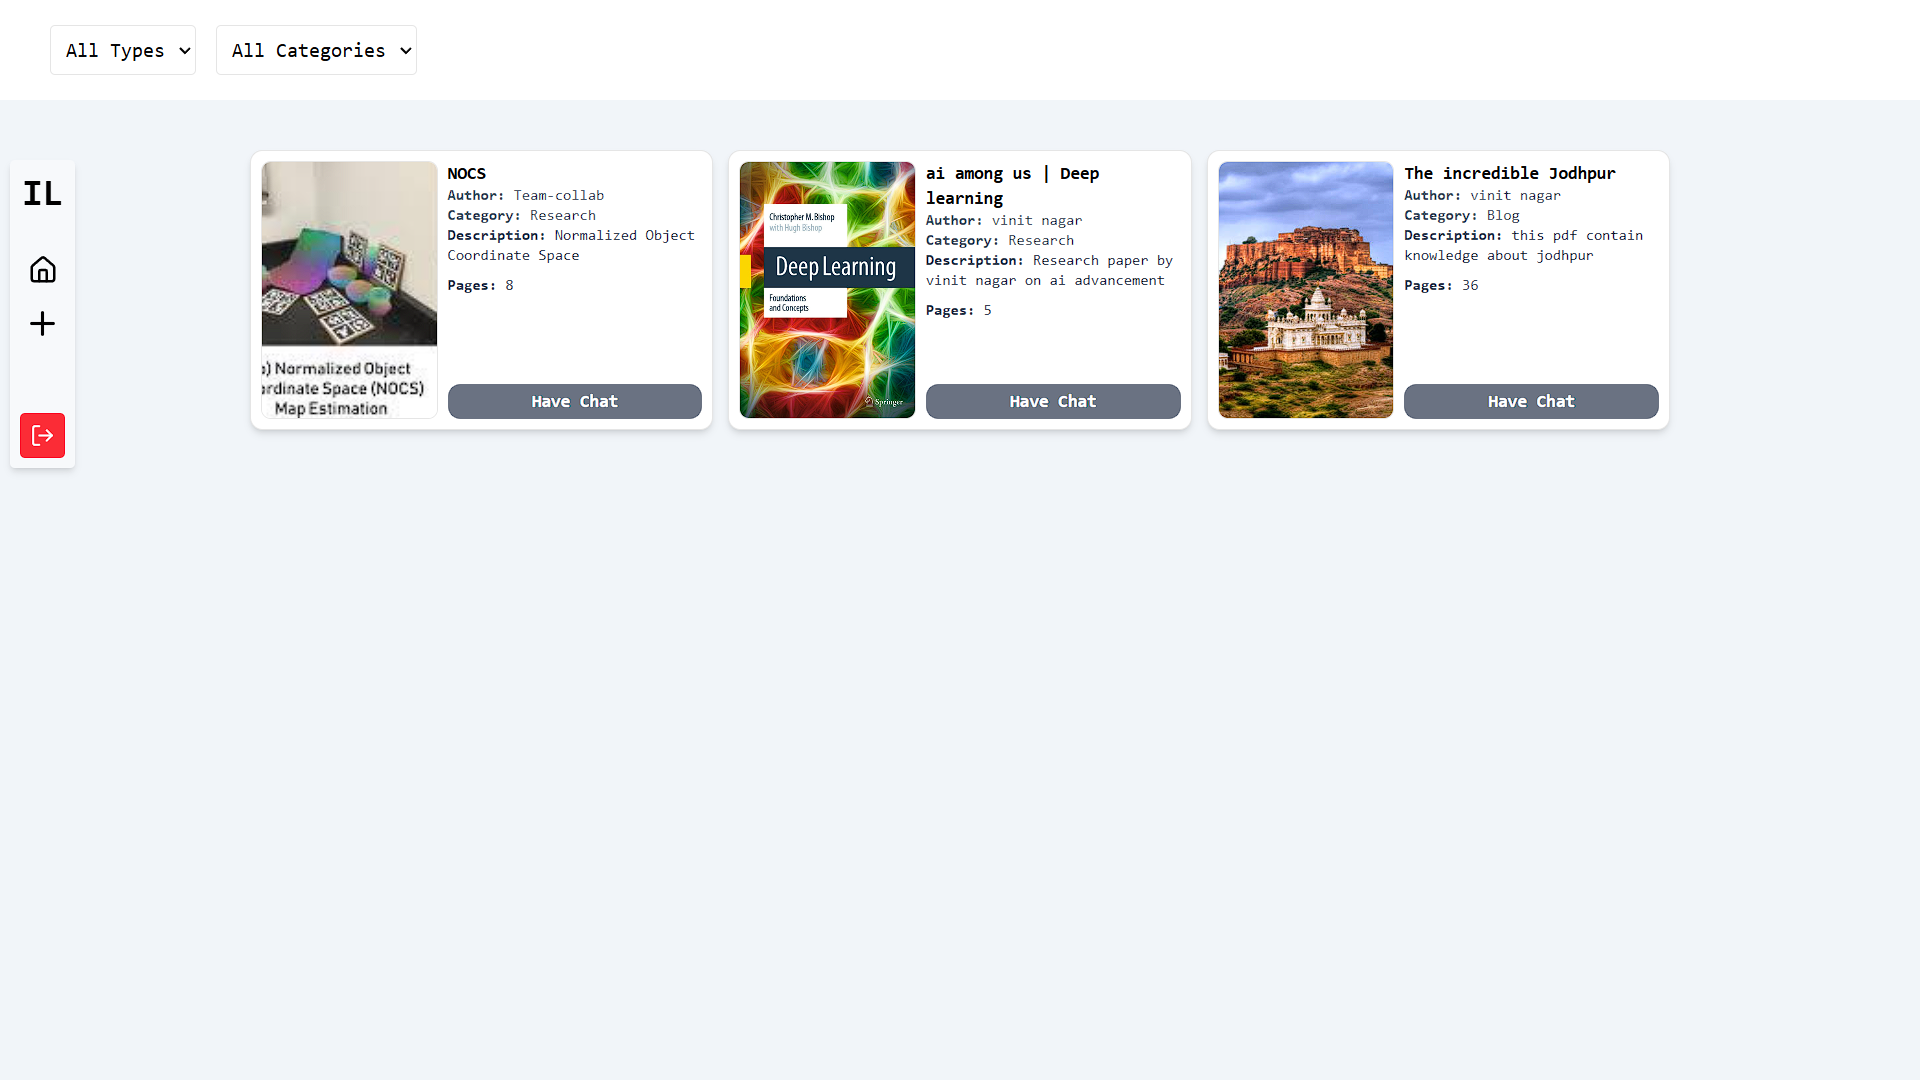 All Types
All Categories
IL
NOCS
Author: Team-collab
Category: Research
Description: Normalized Object
Coordinate Space
Pages: 8
Have Chat
) Normalized Object
ordinate Space (NOCS)
Map Estimation
Christopher M. Bishop
with Hugh Bishop
Deep Learning
Foundations
and Concepts
Springer
ai among us | Deep
learning
Author: vinit nagar
Category: Research
Description: Research paper by
vinit nagar on ai advancement
Pages: 5
Have Chat
The incredible Jodhpur
Author: vinit nagar
Category: Blog
Description: this pdf contain
knowledge about jodhpur
Pages: 36
Have Chat